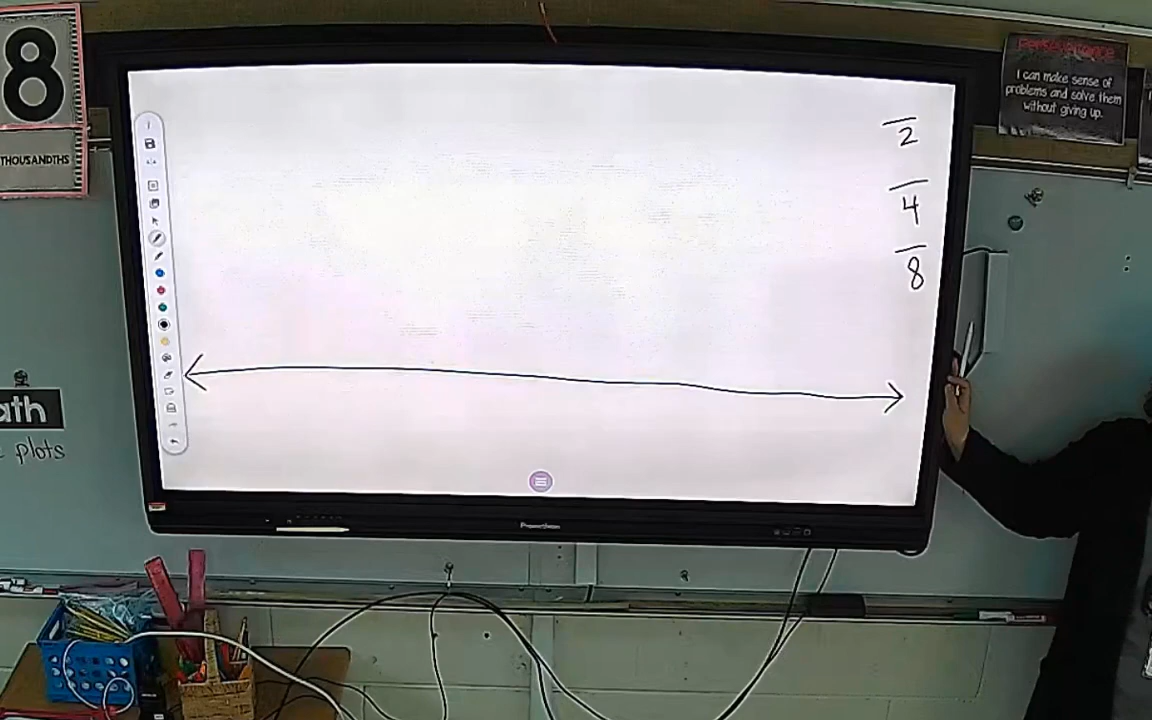 8
THOUSANDTHS
Perseverance
I can make sense of
problems and solve them
without giving up.
2
4
8
ath
plots
Promethean